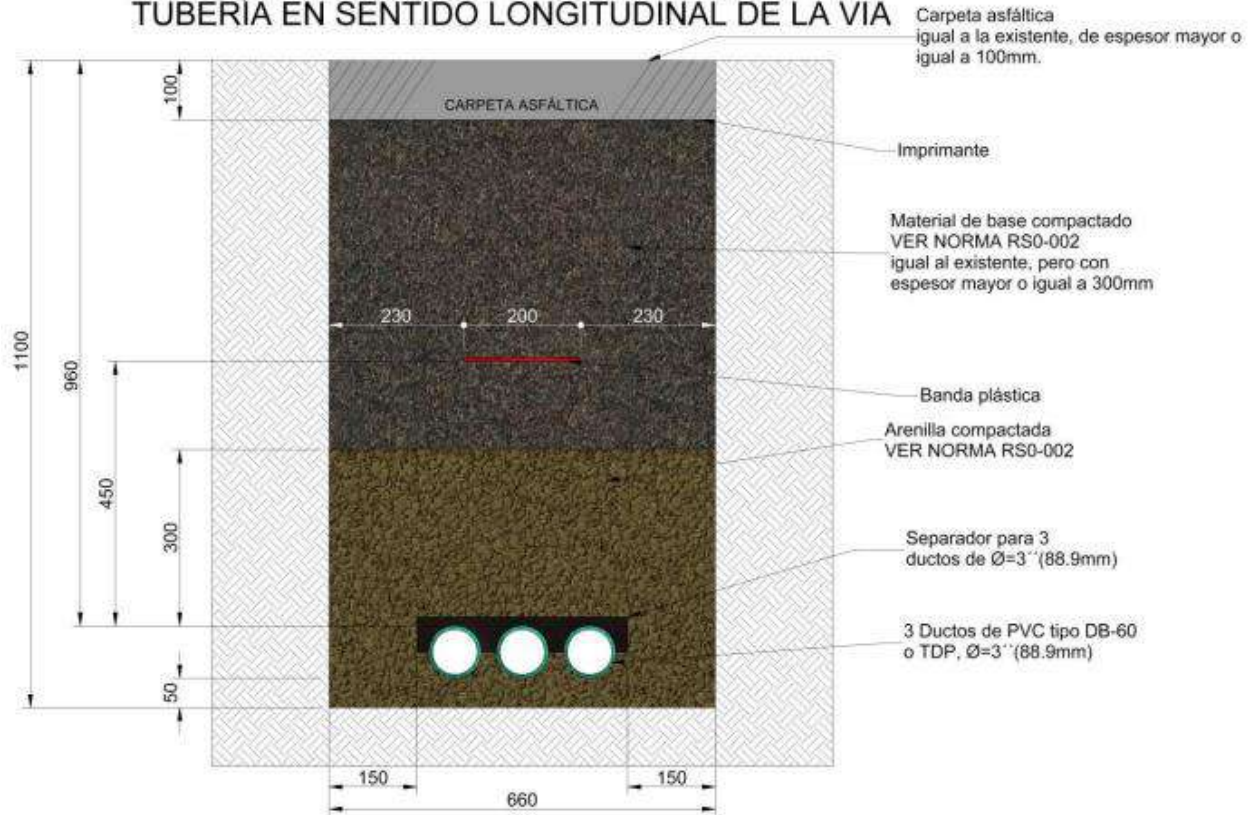 TUBERÍA EN SENTIDO LONGITUDINAL DE LA VIA
Carpeta asfáltica
igual a la existente, de espesor mayor o
igual a 100mm.
100
CARPETA ASFÁLTICA
Imprimante
Material de base compactado
VER NORMA RS0-002
igual al existente, pero con
espesor mayor o igual a 300mm
230
200
230
1100
960
Banda plástica
Arenilla compactada
VER NORMA RS0-002
450
300
Separador para 3
ductos de Ø=3´´(88.9mm)
3 Ductos de PVC tipo DB-60
o TDP, Ø=3´´(88.9mm)
50
150
150
660